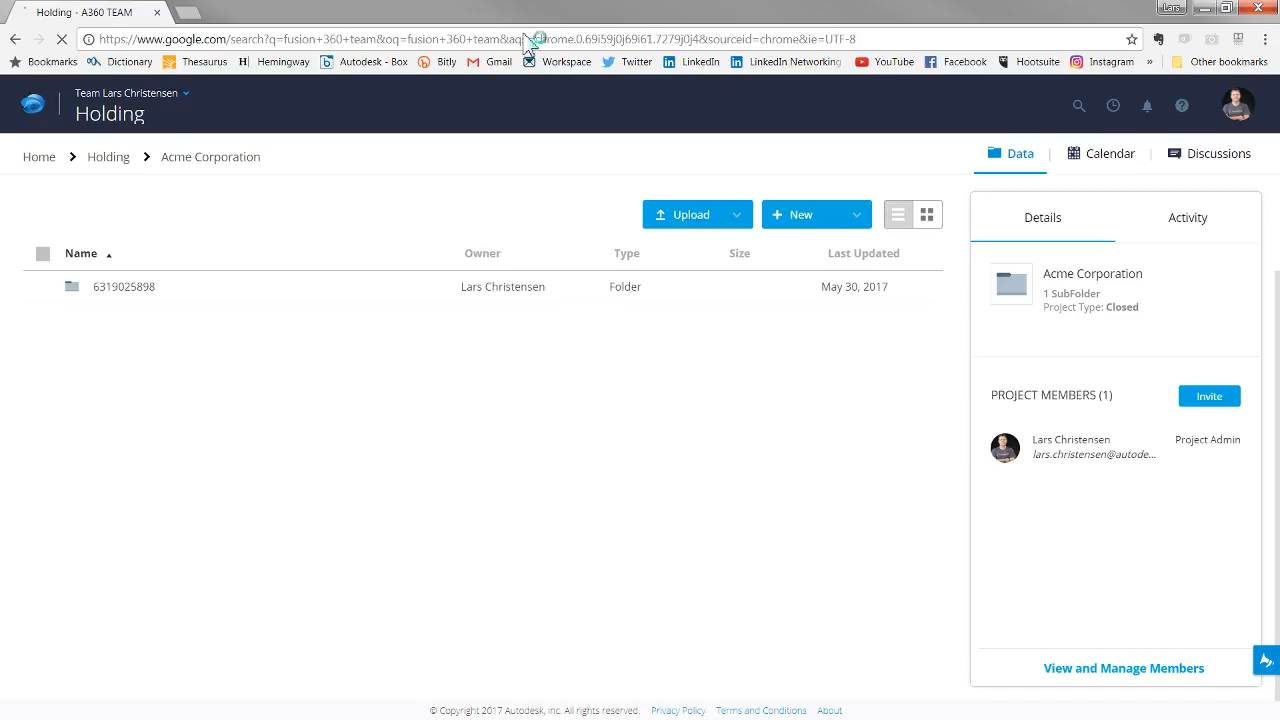 Holding - A360 TEAM
Lars
https://www.google.com/search?q=fusion+360+team&oq=fusion+360+team&aq chrome.0.69i59j0j69i61.7279j0j4&sourceid=chrome&ie=UTF-8
Bookmarks Dictionary Thesaurus Hemingway Autodesk - Box Bitly Gmail Workspace Twitter LinkedIn LinkedIn Networking YouTube Facebook Hootsuite Instagram » Other bookmarks
Team Lars Christensen
Holding
Home Holding Acme Corporation
Data Calendar Discussions
Upload New
Details Activity
Name Owner Type Size Last Updated
6319025898 Lars Christensen Folder May 30, 2017
Acme Corporation
1 SubFolder
Project Type: Closed
PROJECT MEMBERS (1) Invite
Lars Christensen Project Admin
lars.christensen@autode...
View and Manage Members
© Copyright 2017 Autodesk, Inc. All rights reserved. Privacy Policy Terms and Conditions About